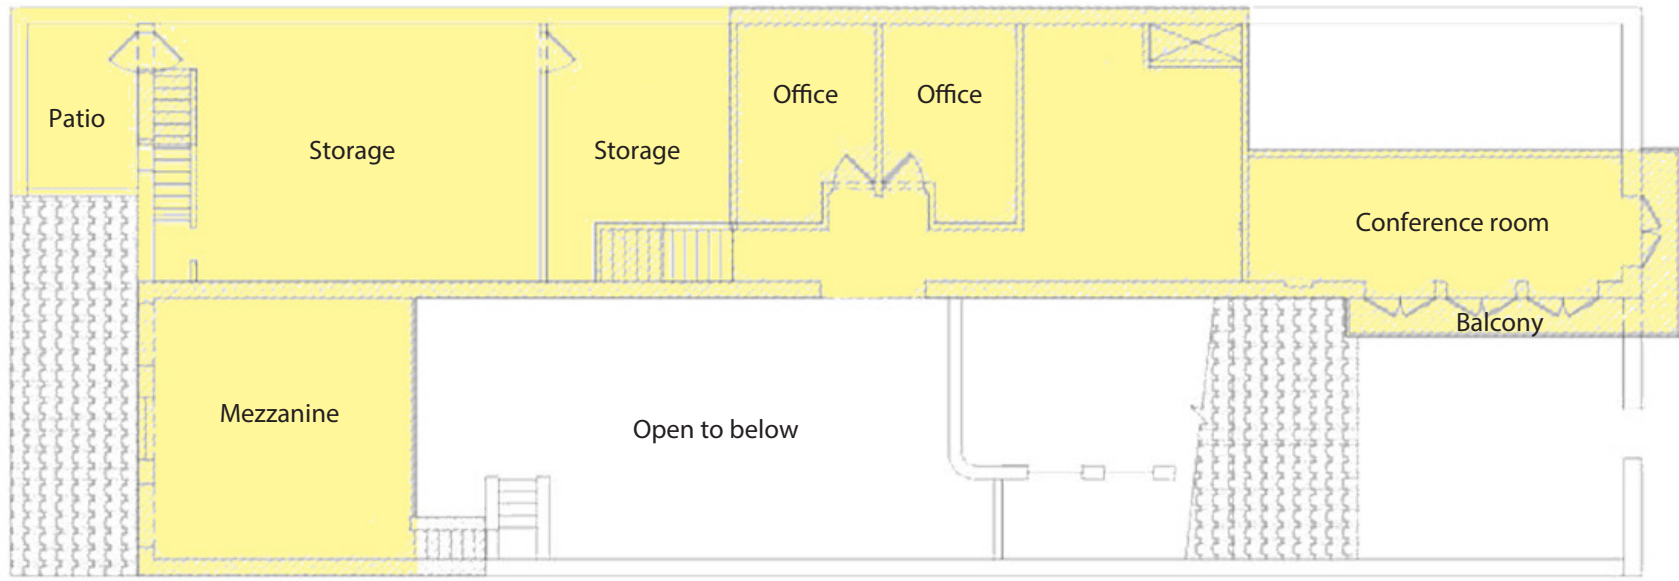 Patio
Storage
Storage
Office
Office
Conference room
Balcony
Mezzanine
Open to below